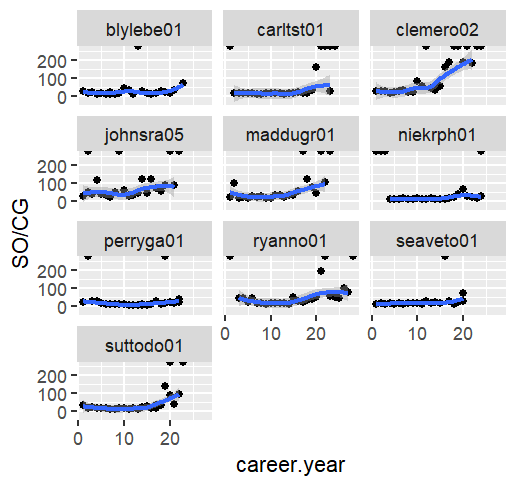 blylebe01 carltst01 clemero02
200
100
0
johnsra05 maddugr01 niekrph01
200
100
0
SO/CG
perryga01 ryanno01 seaveto01
200
100
0
0 10 20 0 10 20
suttodo01
200
100
0
0 10 20
career.year